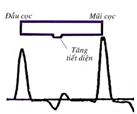 Đầu cọc
Mũi cọc
Tăng
tiết diện